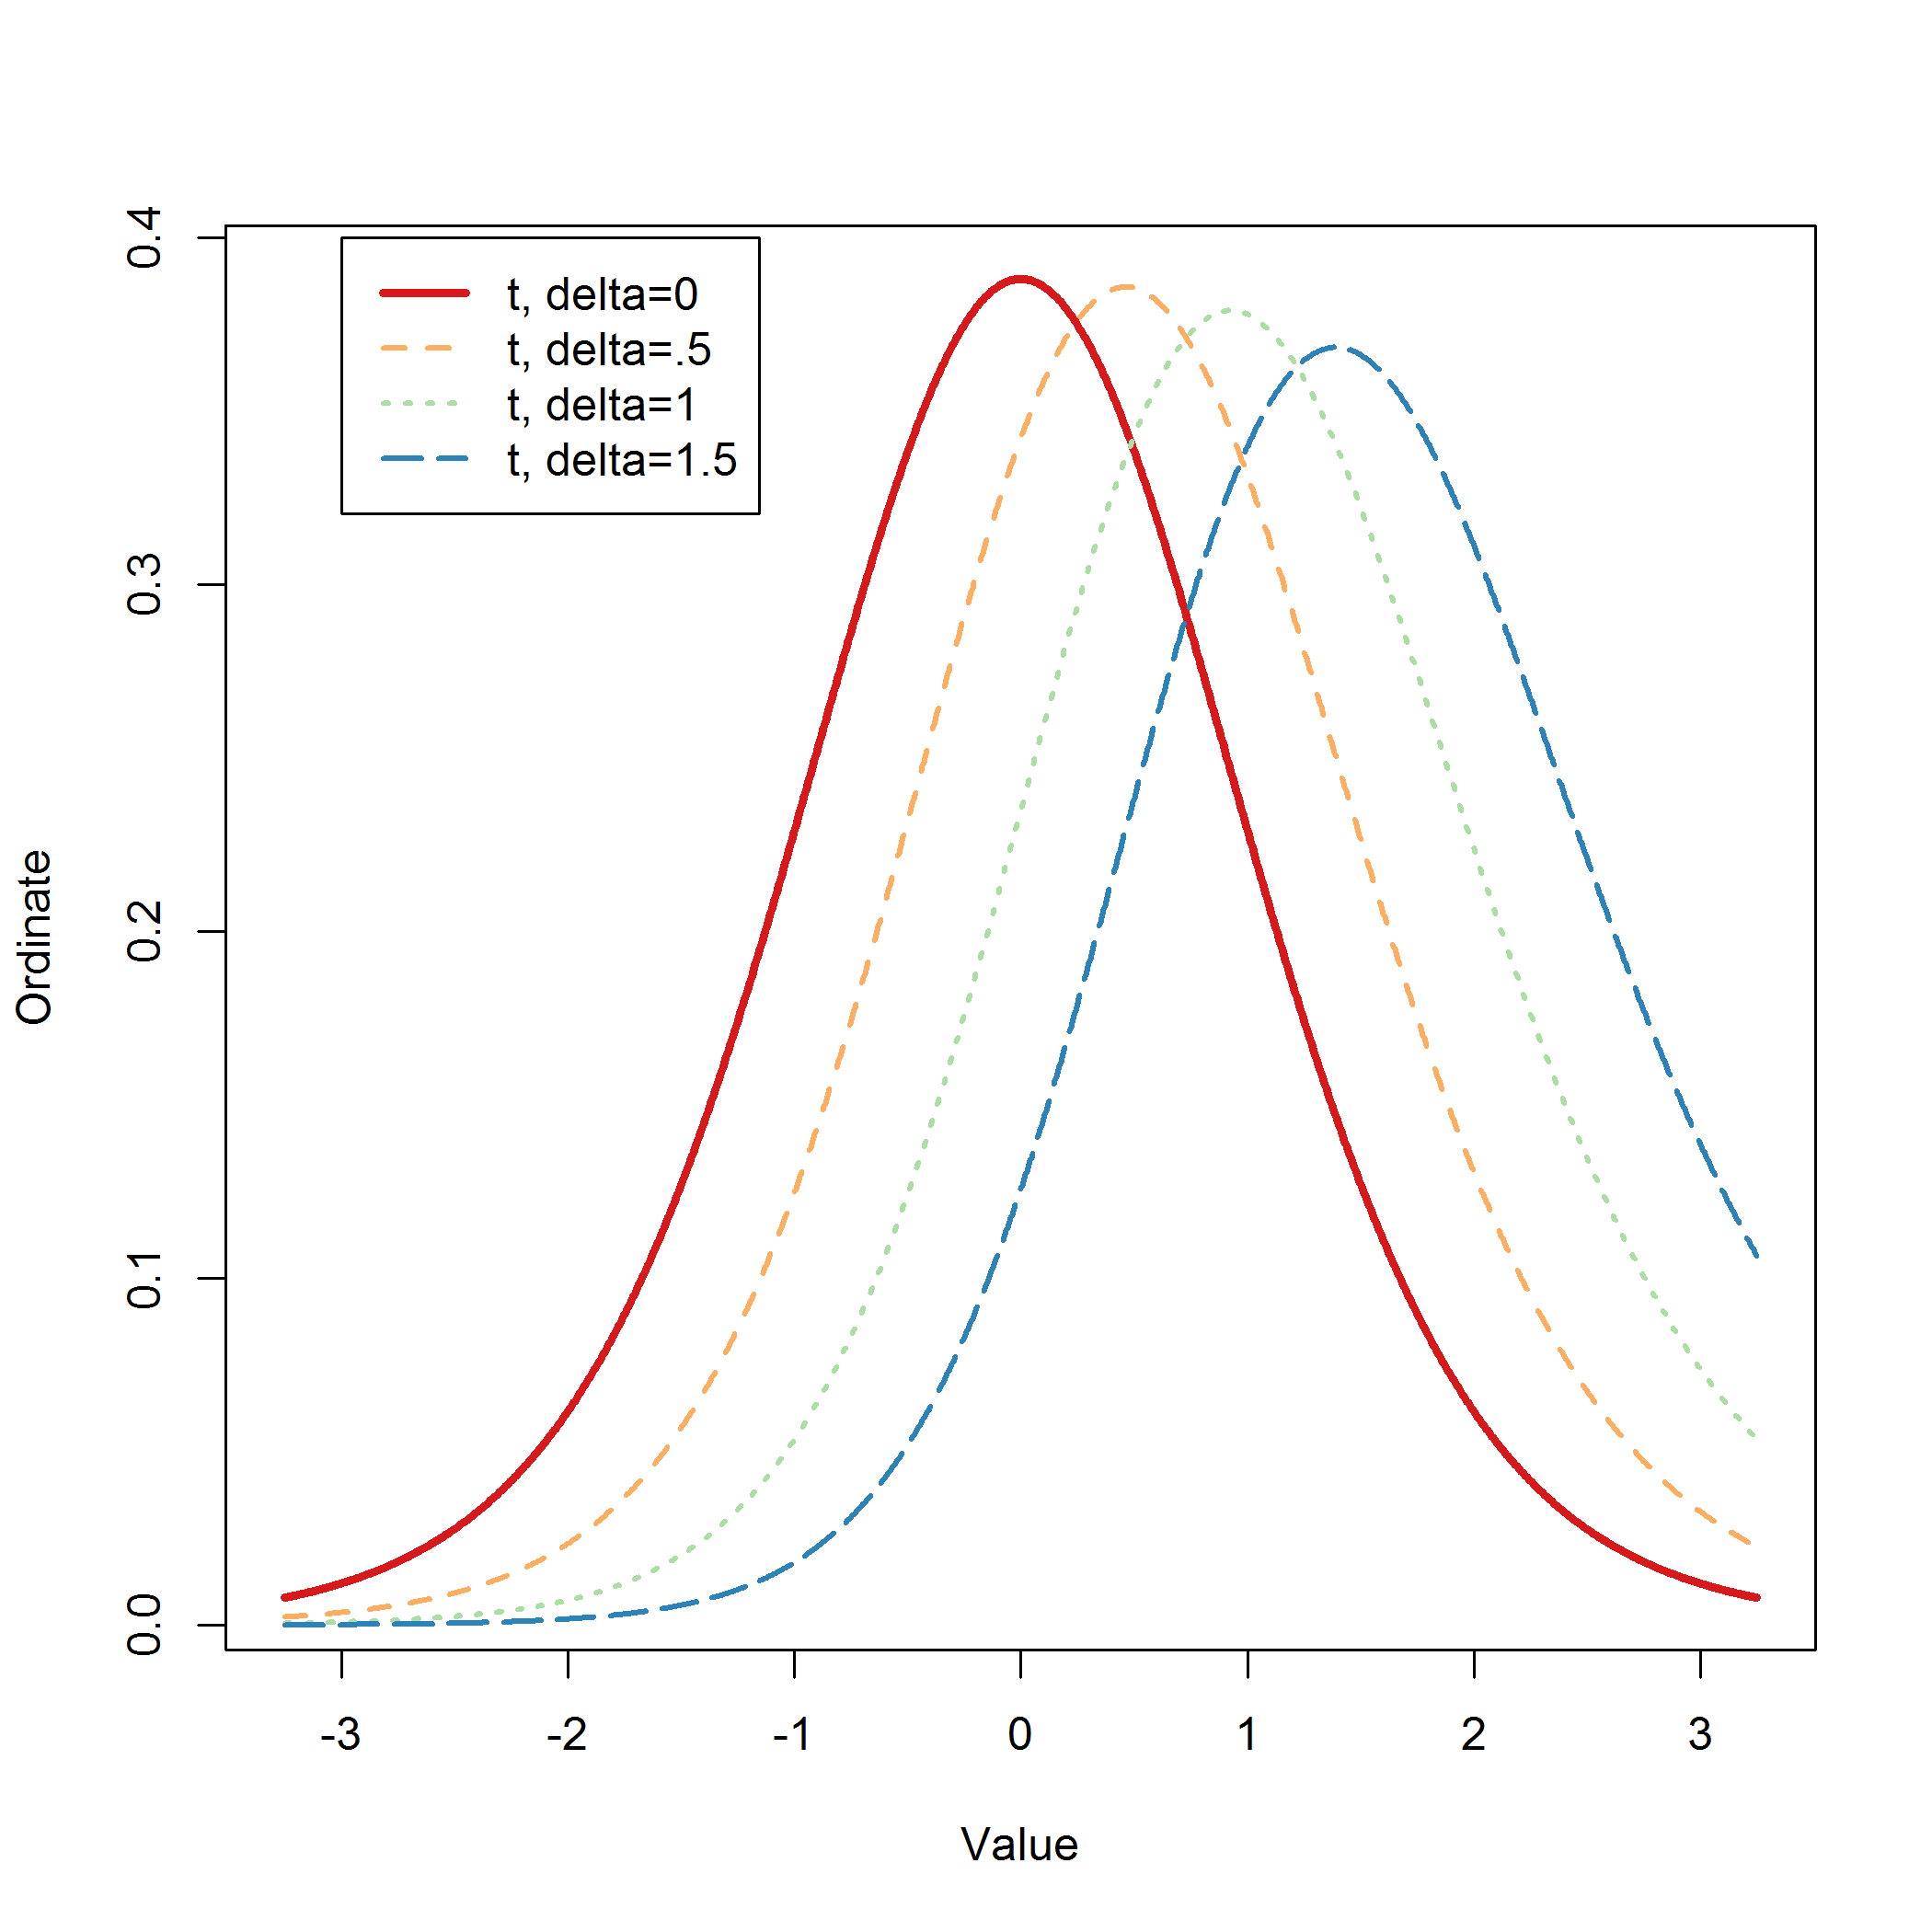 t, delta=0
t, delta=.5
t, delta=1
t, delta=1.5
0.4
0.3
0.2
0.1
0.0
Ordinate
-3 -2 -1 0 1 2 3
Value